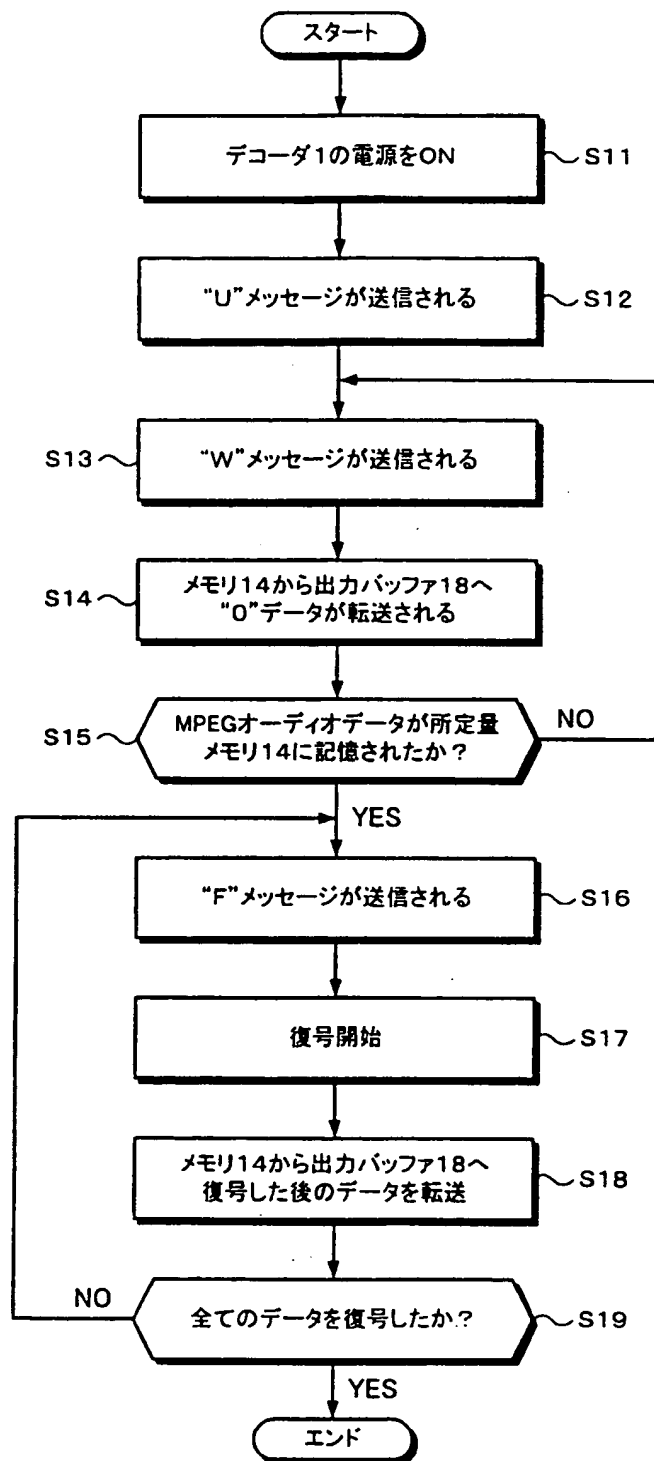 スタート
デコーダ1の電源をON
S11
“U”メッセージが送信される
S12
S13
“W”メッセージが送信される
S14
メモリ14から出力バッファ18へ
“0”データが転送される
S15
MPEGオーディオデータが所定量
メモリ14に記憶されたか？
NO
YES
“F”メッセージが送信される
S16
復号開始
S17
メモリ14から出力バッファ18へ
復号した後のデータを転送
S18
NO
全てのデータを復号したか？
S19
YES
エンド